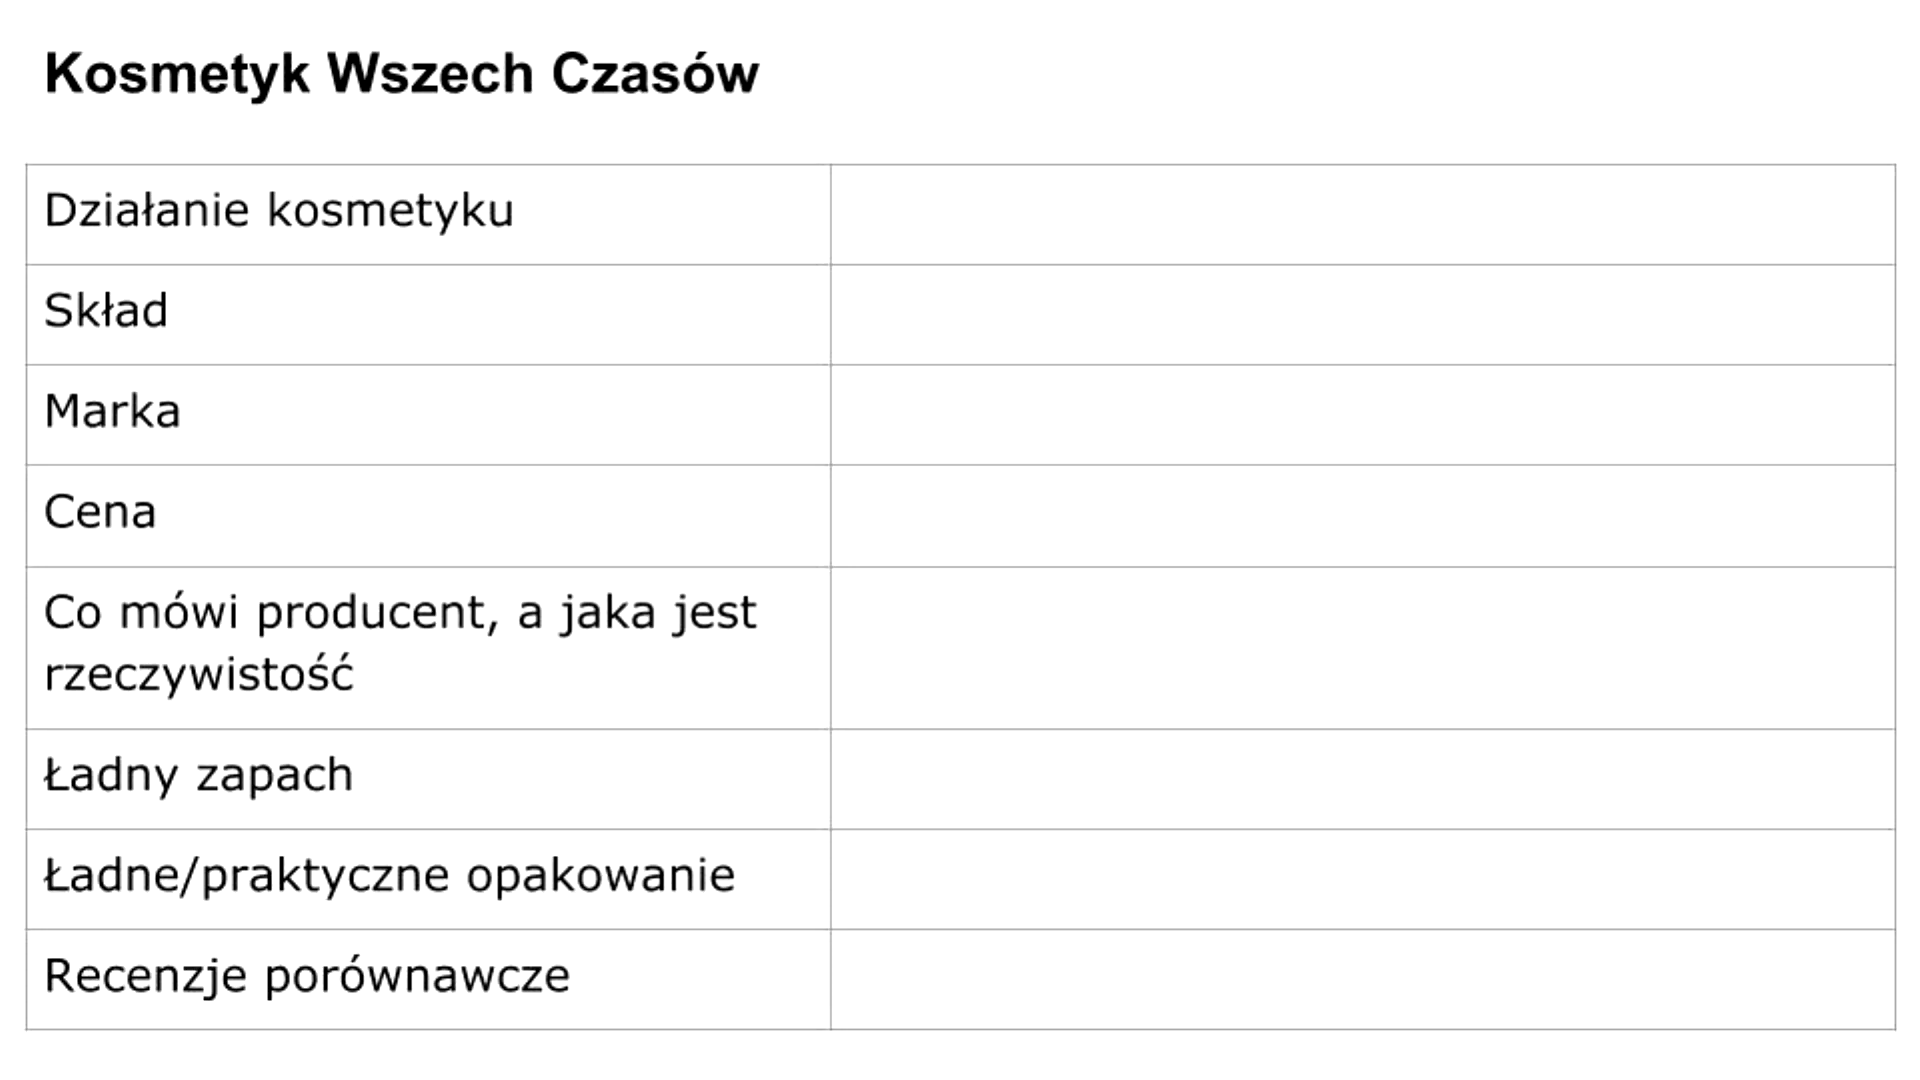 Kosmetyk Wszech Czasów
Działanie kosmetyku
Skład
Marka
Cena
Co mówi producent, a jaka jest
rzeczywistość
Ładny zapach
Ładne/praktyczne opakowanie
Recenzje porównawcze